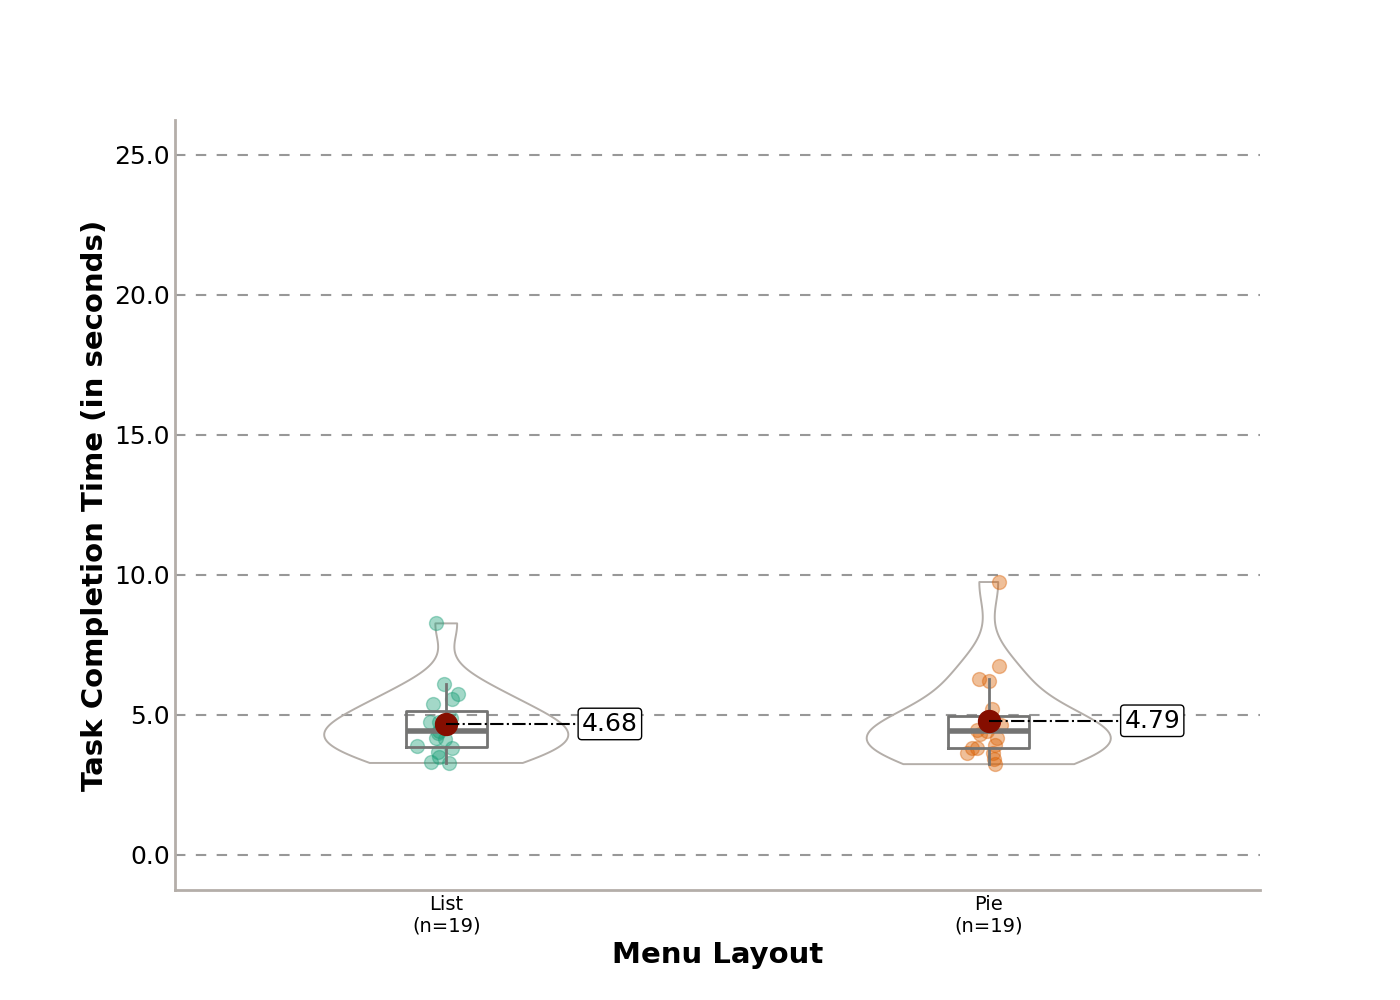 Task Completion Time (in seconds)
25.0
20.0
15.0
10.0
5.0
0.0
4.68
4.79
List
(n=19)
Pie
(n=19)
Menu Layout